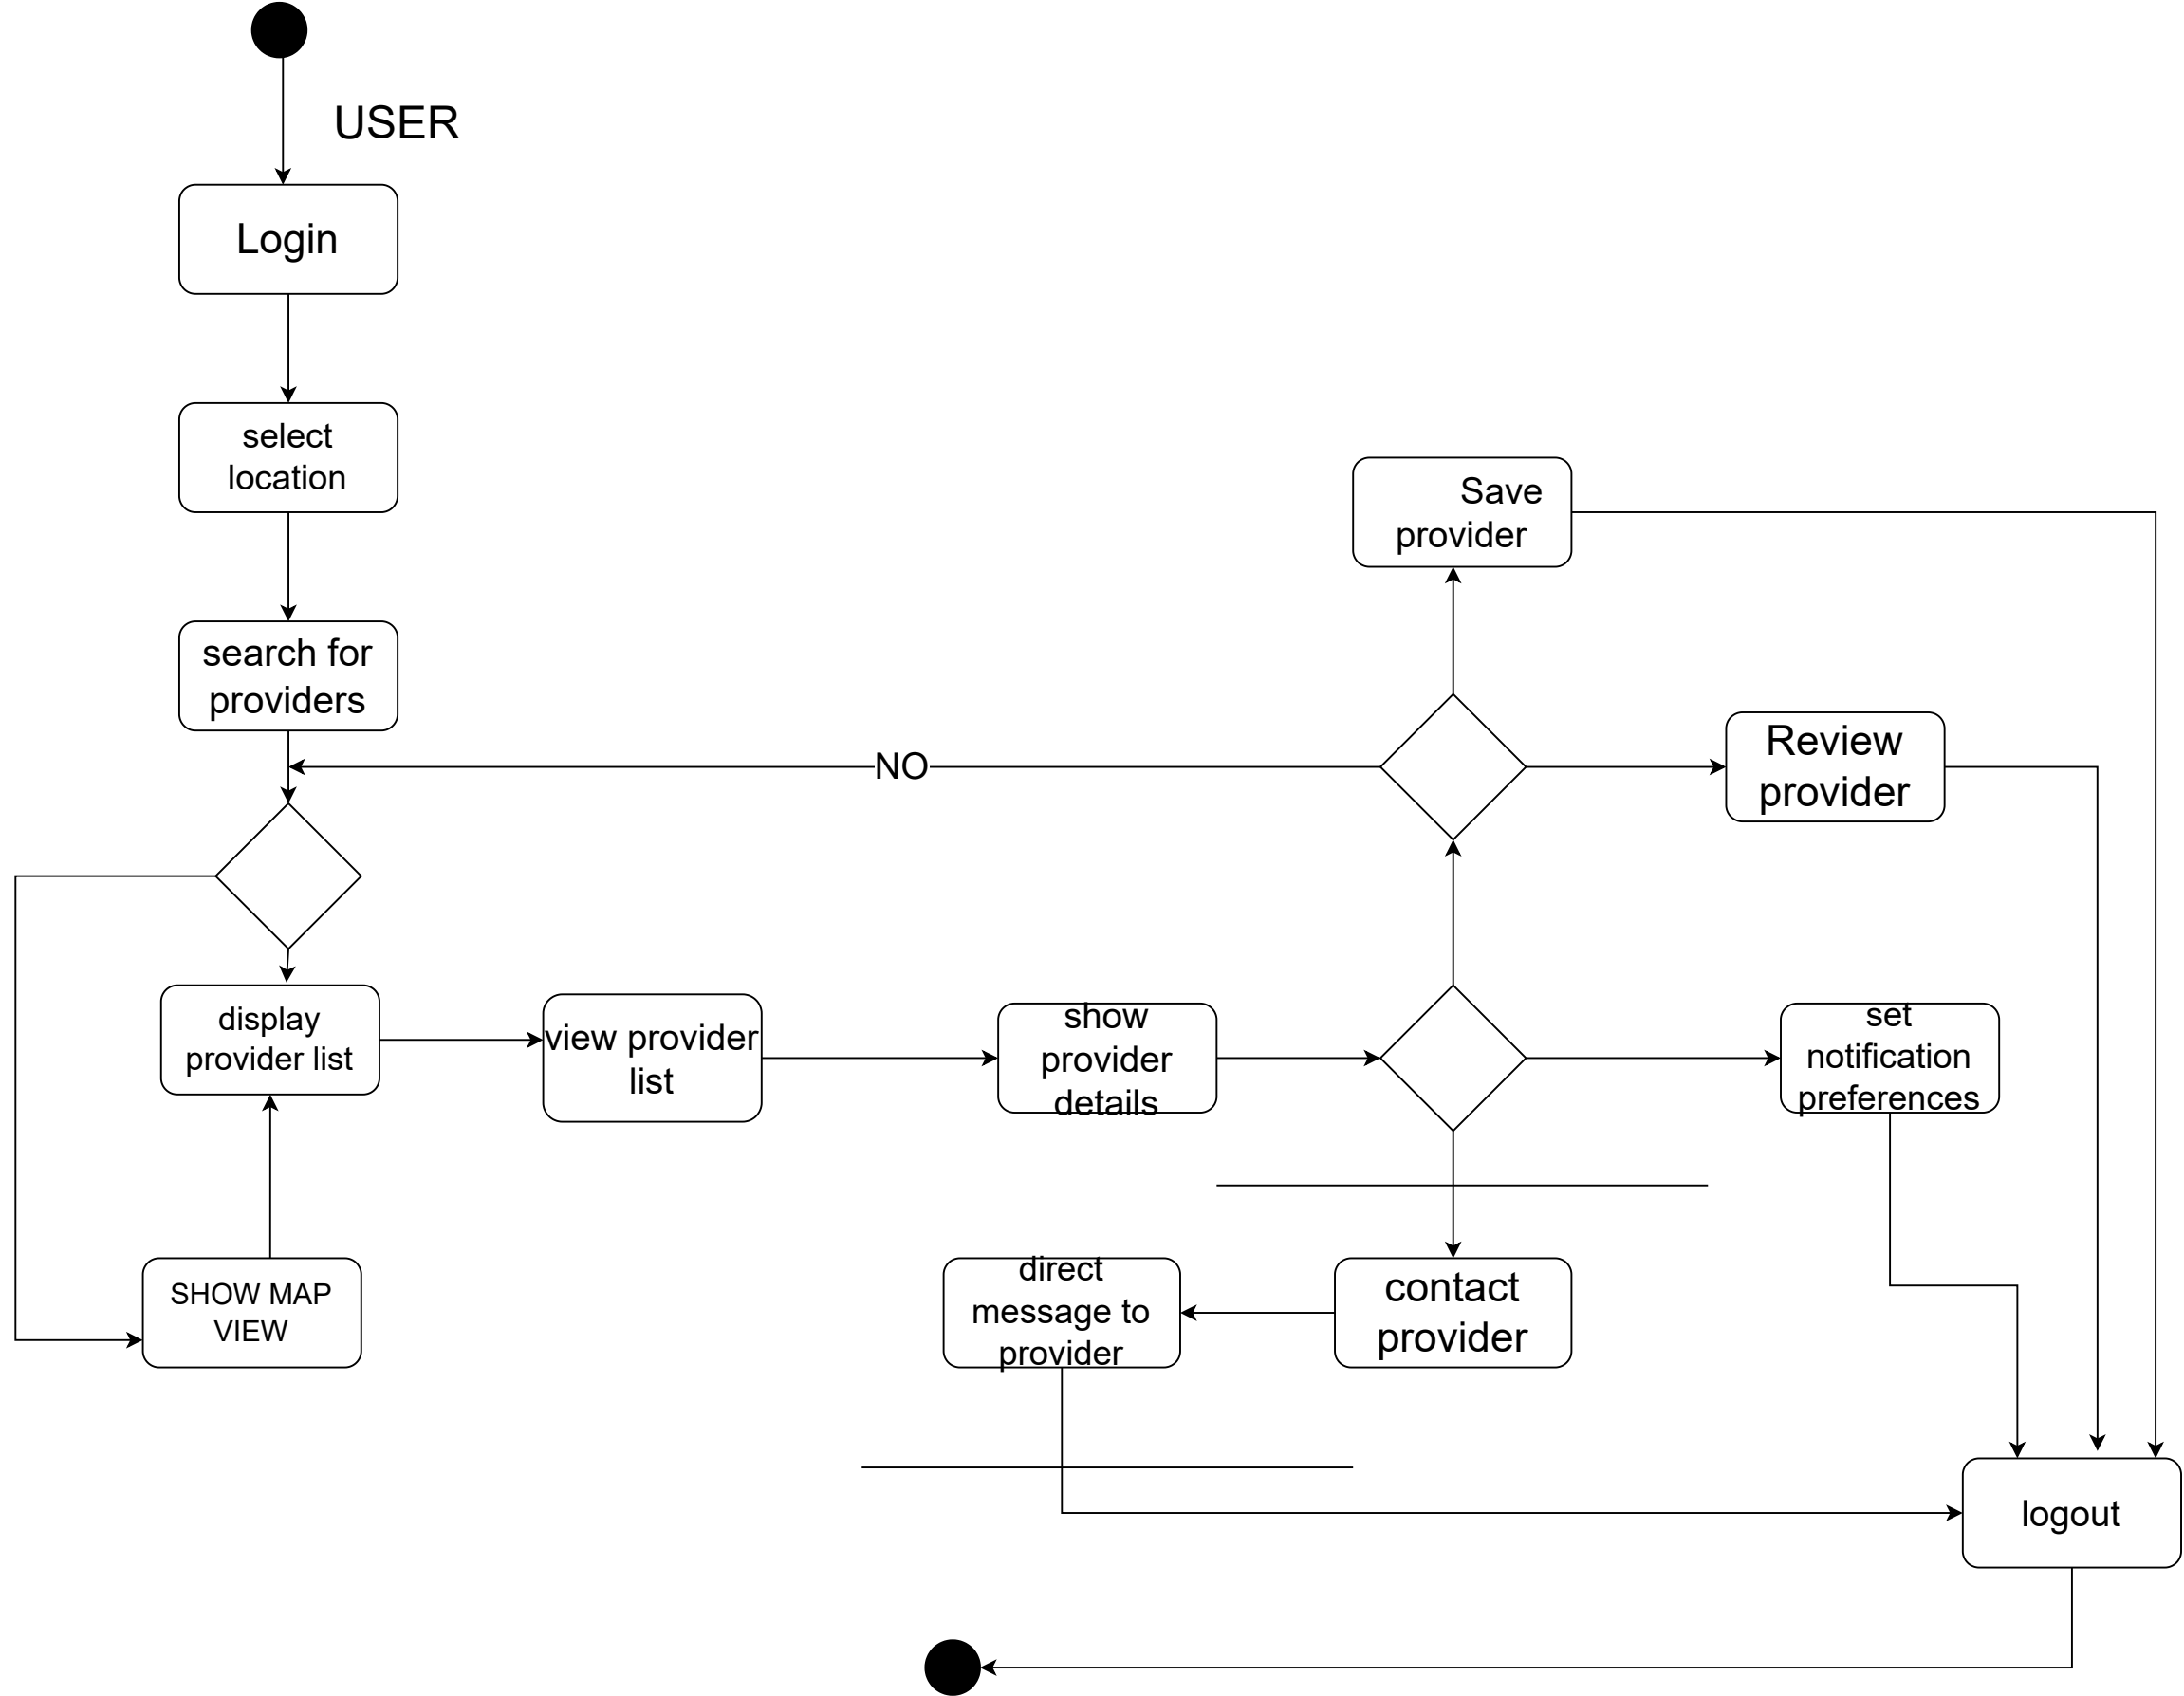 USER
Login
select
location
search for
providers
Save
provider
NO
Review
provider
display
provider list
view provider
list
show
provider
details
set
notification
preferences
SHOW MAP
VIEW
direct
message to
provider
contact
provider
logout